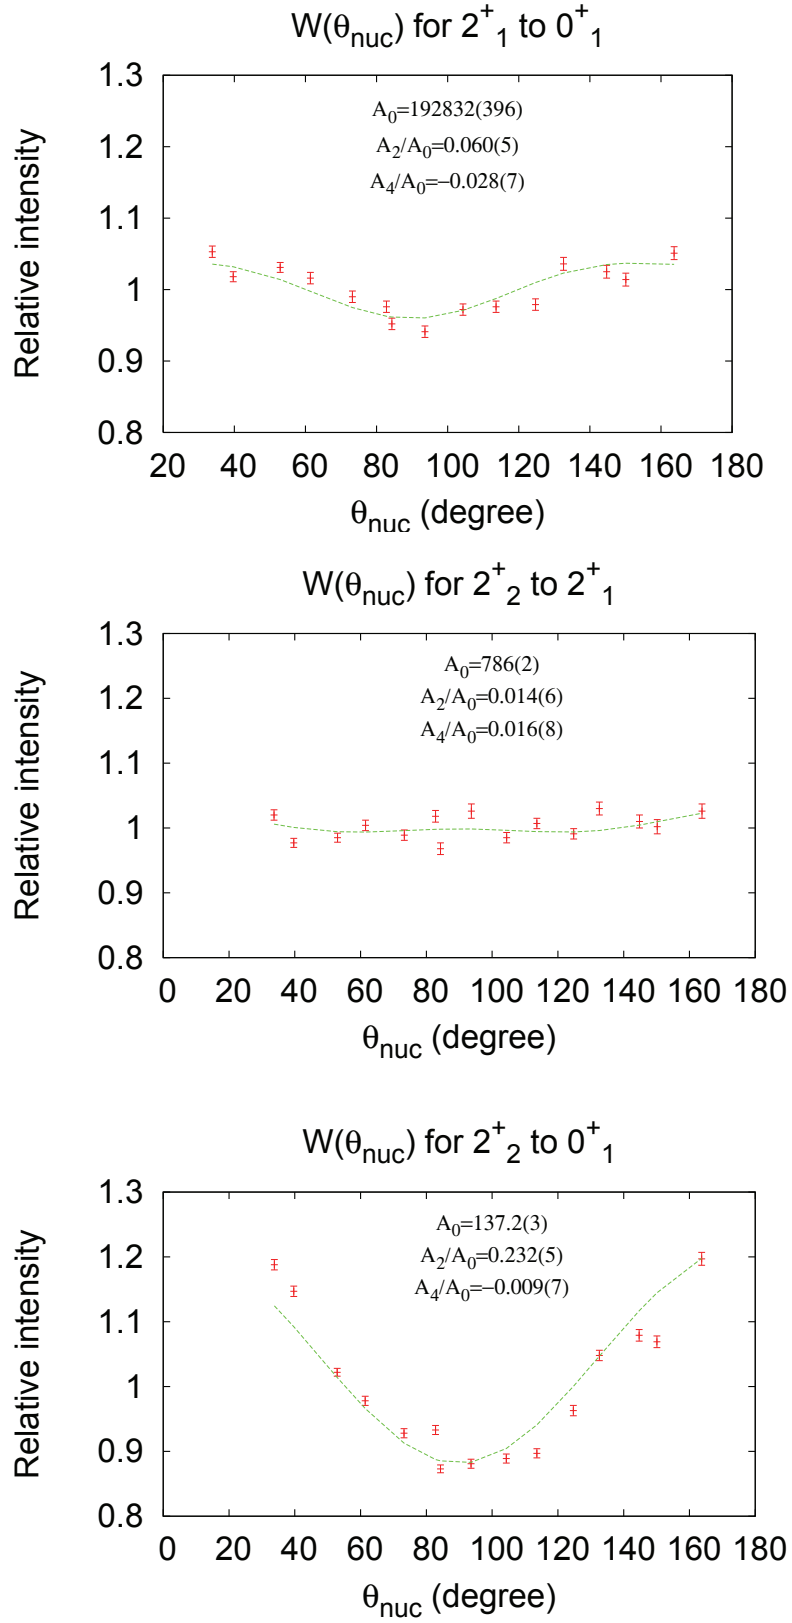 W(θnuc) for 2⁺₁ to 0⁺₁
1.3
1.2
1.1
1
0.9
0.8
Relative intensity
A₀=192832(396)
A₂/A₀=0.060(5)
A₄/A₀=−0.028(7)
20 40 60 80 100 120 140 160 180
θnuc (degree)
W(θnuc) for 2⁺₂ to 2⁺₁
1.3
1.2
1.1
1
0.9
0.8
Relative intensity
A₀=786(2)
A₂/A₀=0.014(6)
A₄/A₀=0.016(8)
0 20 40 60 80 100 120 140 160 180
θnuc (degree)
W(θnuc) for 2⁺₂ to 0⁺₁
1.3
1.2
1.1
1
0.9
0.8
Relative intensity
A₀=137.2(3)
A₂/A₀=0.232(5)
A₄/A₀=−0.009(7)
0 20 40 60 80 100 120 140 160 180
θnuc (degree)